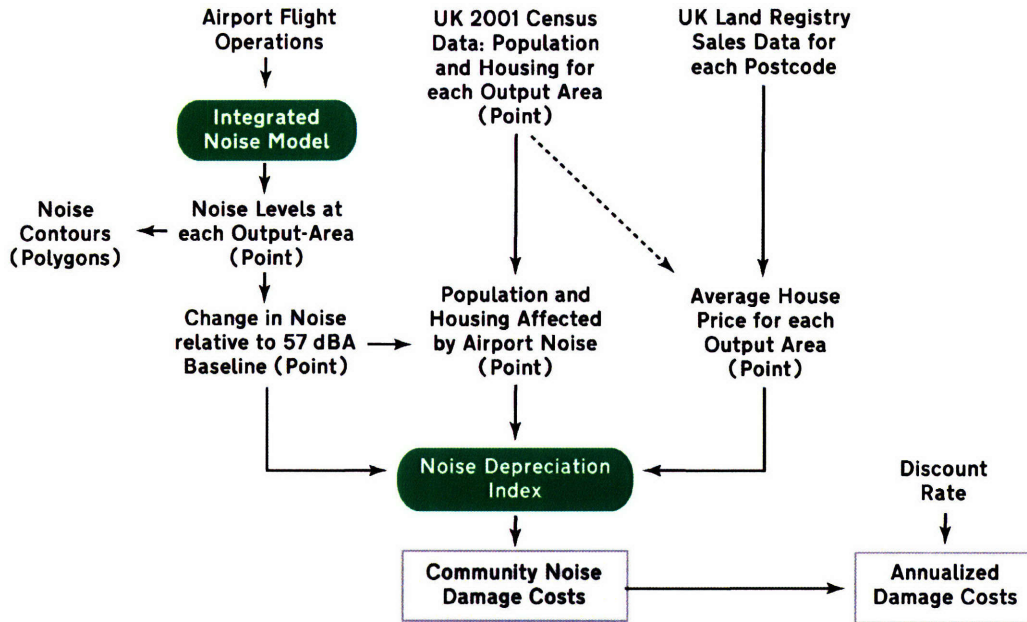 Airport Flight
Operations
UK 2001 Census
Data: Population
and Housing for
each Output Area
(Point)
UK Land Registry
Sales Data for
each Postcode
Integrated
Noise Model
Noise
Contours
(Polygons)
Noise Levels at
each Output-Area
(Point)
Change in Noise
relative to 57 dBA
Baseline (Point)
Population and
Housing Affected
by Airport Noise
(Point)
Average House
Price for each
Output Area
(Point)
Noise Depreciation
Index
Discount
Rate
Community Noise
Damage Costs
Annualized
Damage Costs